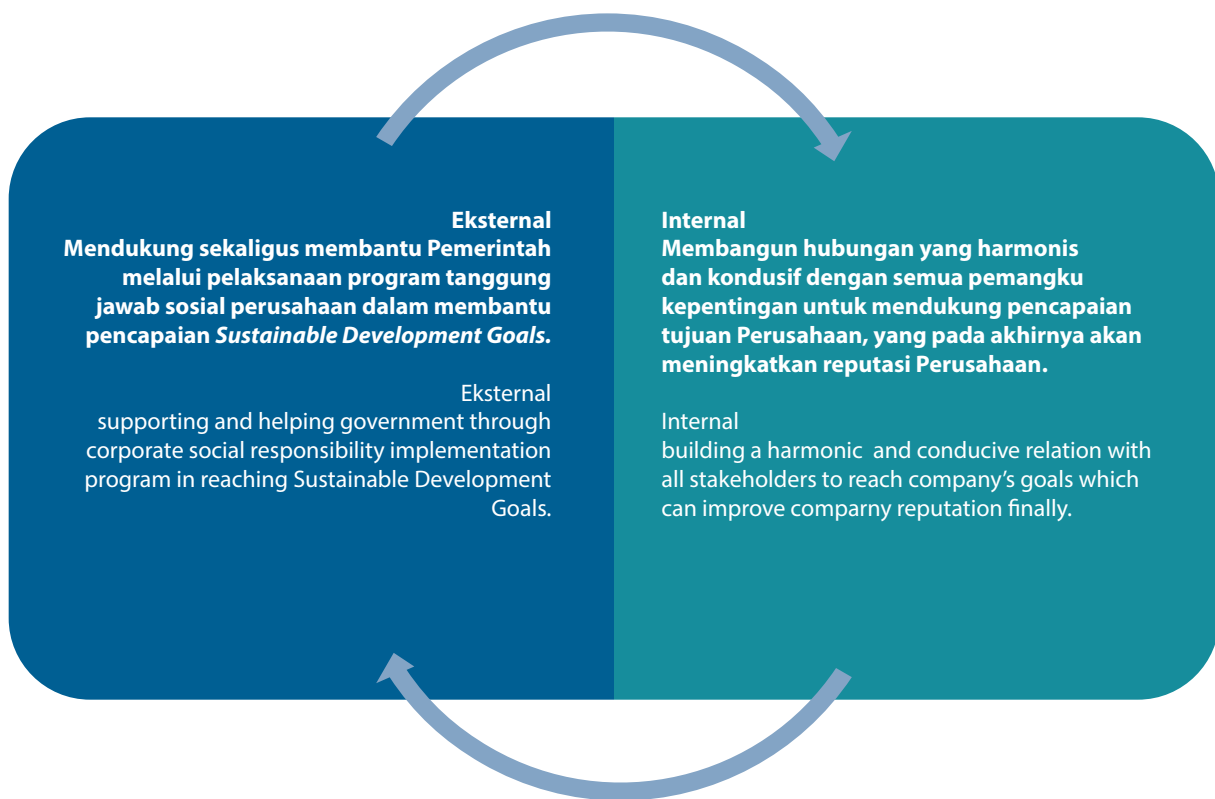 Eksternal
Mendukung sekaligus membantu Pemerintah
melalui pelaksanaan program tanggung
jawab sosial perusahaan dalam membantu
pencapaian Sustainable Development Goals.
Eksternal
supporting and helping government through
corporate social responsibility implementation
program in reaching Sustainable Development
Goals.
Internal
Membangun hubungan yang harmonis
dan kondusif dengan semua pemangku
kepentingan untuk mendukung pencapaian
tujuan Perusahaan, yang pada akhirnya akan
meningkatkan reputasi Perusahaan.
Internal
building a harmonic and conducive relation with
all stakeholders to reach company’s goals which
can improve comparny reputation finally.